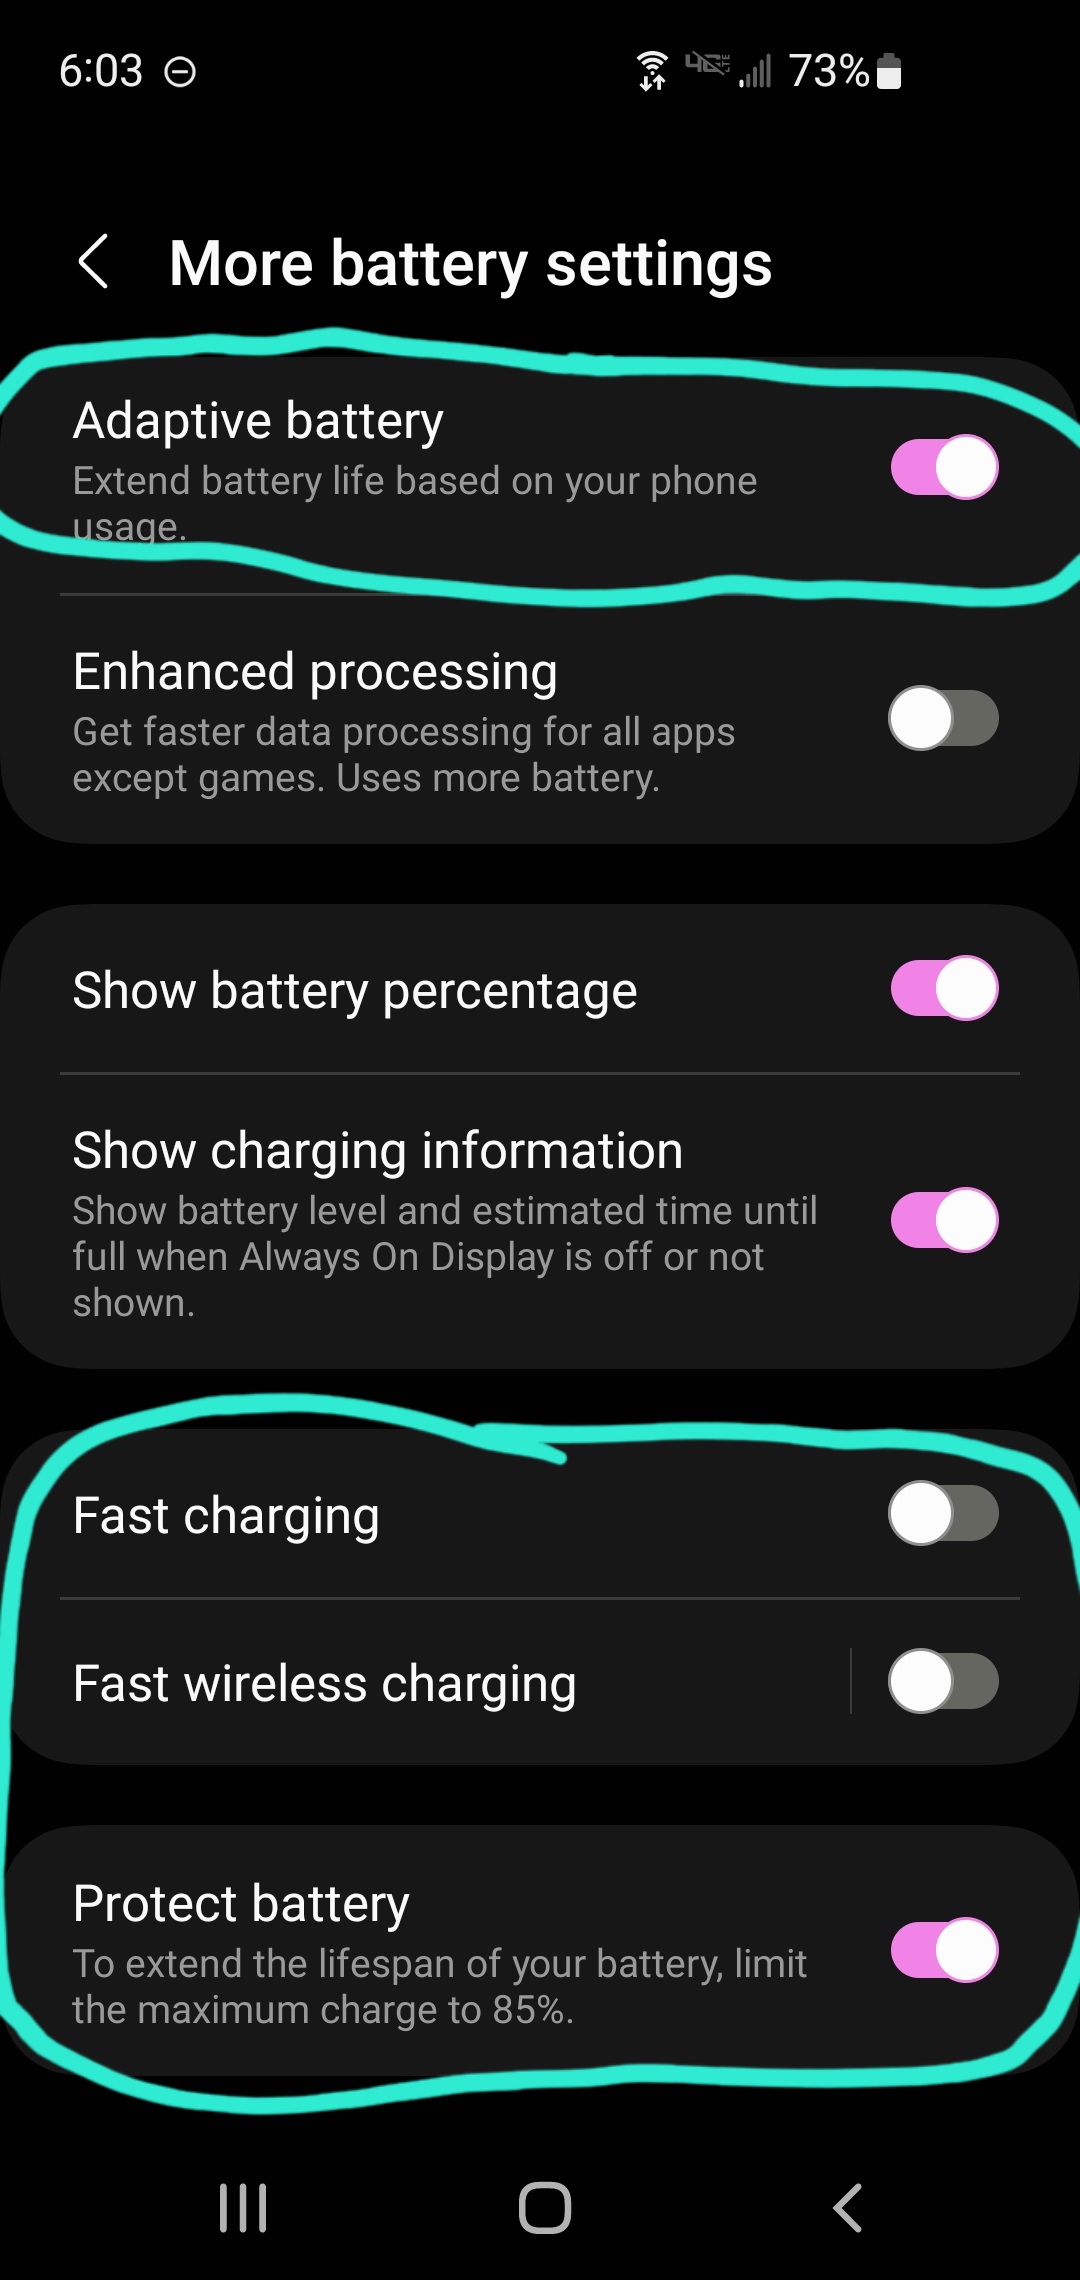 6:03 4G LTE 73%
More battery settings
Adaptive battery
Extend battery life based on your phone
usage.
Enhanced processing
Get faster data processing for all apps
except games. Uses more battery.
Show battery percentage
Show charging information
Show battery level and estimated time until
full when Always On Display is off or not
shown.
Fast charging
Fast wireless charging
Protect battery
To extend the lifespan of your battery, limit
the maximum charge to 85%.